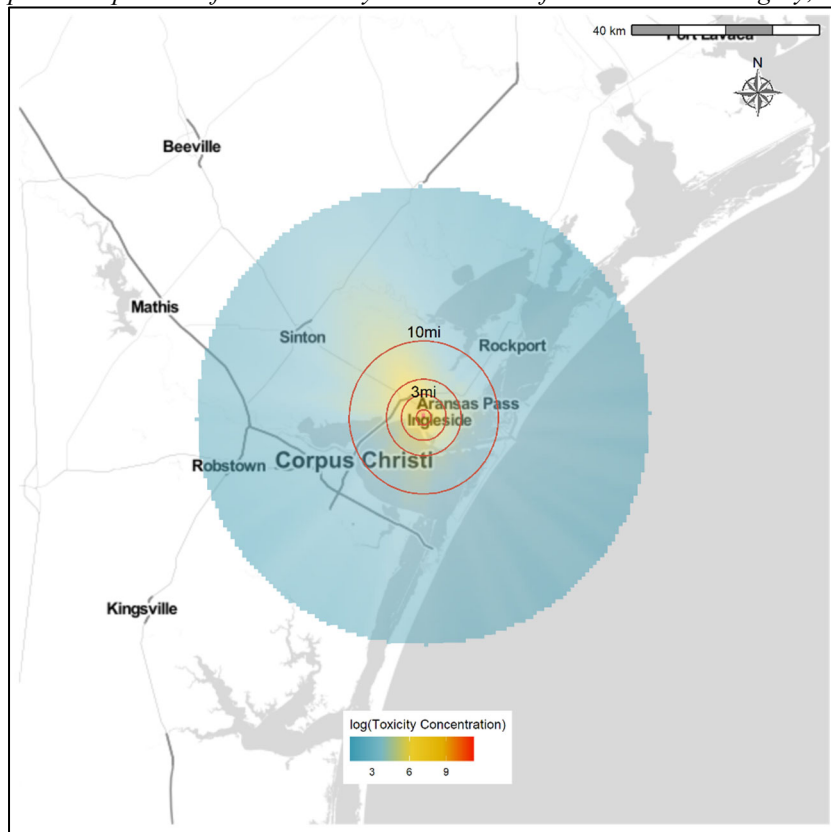 40 km
Port Lavaca
N
Beeville
Mathis
Sinton
10mi
Rockport
3mi
Aransas Pass
Ingleside
Robstown
Corpus Christi
Kingsville
log(Toxicity Concentration)
3 6 9